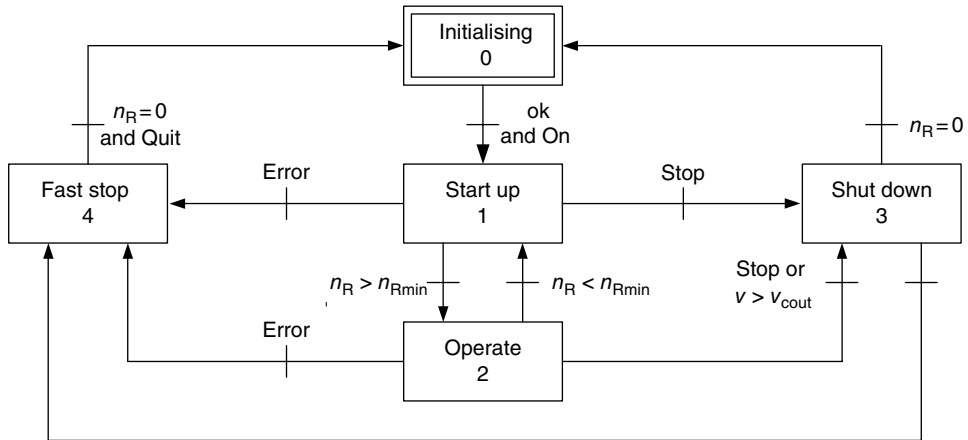 Initialising
0
n_R = 0
and Quit
ok
and On
n_R = 0
Fast stop
4
Error
Start up
1
Stop
Shut down
3
n_R > n_Rmin
n_R < n_Rmin
Stop or
v > v_cout
Error
Operate
2